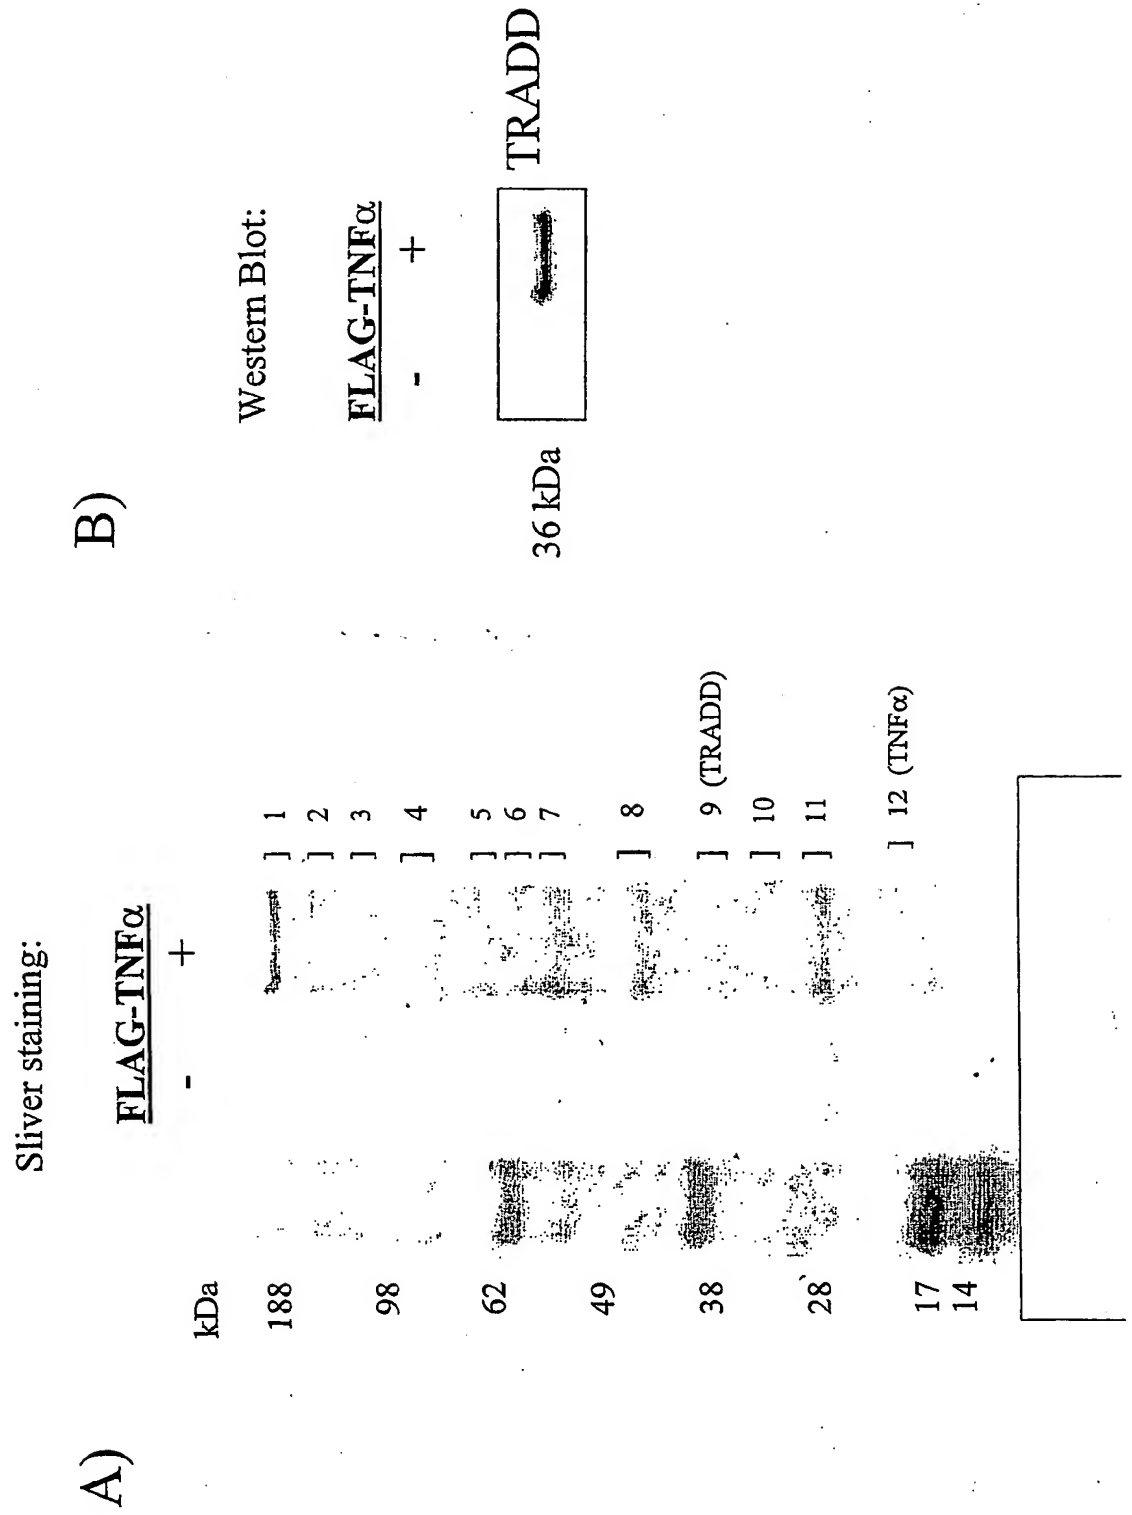 A)
Sliver staining:
FLAG-TNFα
- +
kDa
188
98
62
49
38
28
17
14
] 1
] 2
] 3
] 4
] 5
] 6
] 7
] 8
] 9 (TRADD)
] 10
] 11
] 12 (TNFα)
B)
Western Blot:
FLAG-TNFα
- +
36 kDa
TRADD